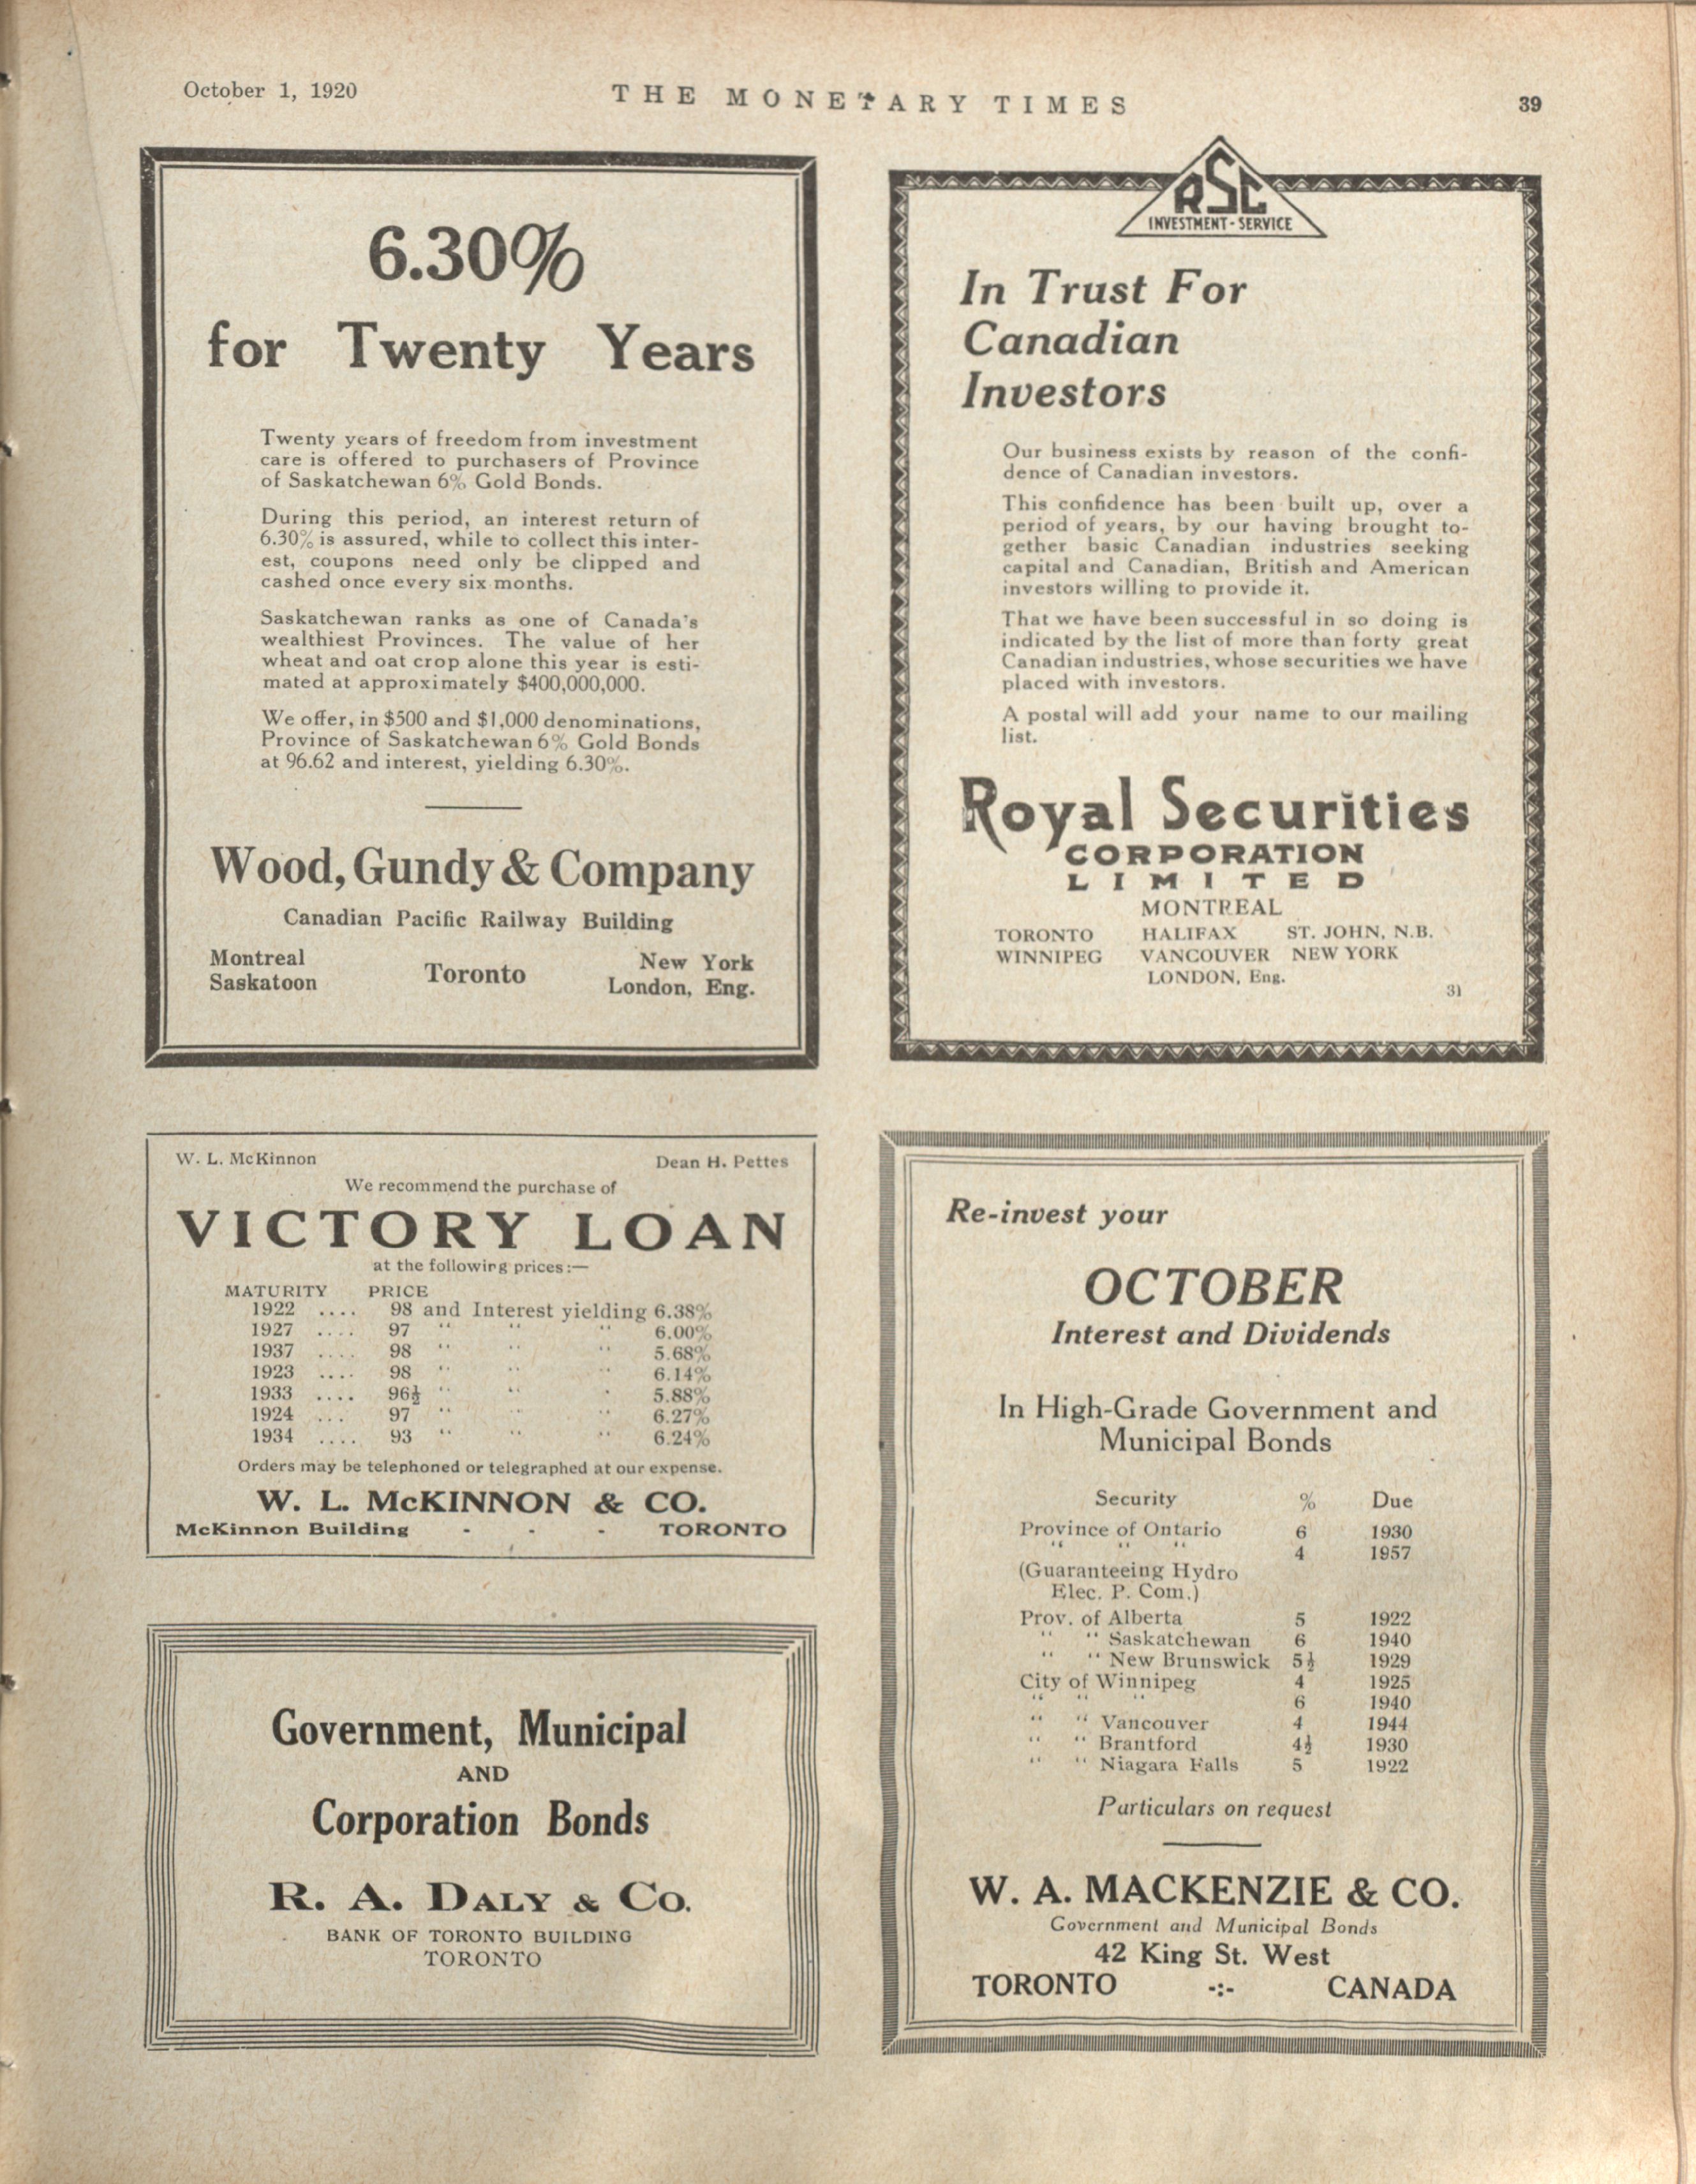 October 1, 1920
THE MONETARY TIMES
39
6.30%
for Twenty Years
Twenty years of freedom from investment
care is offered to purchasers of Province
of Saskatchewan 6% Gold Bonds.
During this period, an interest return of
6.30% is assured, while to collect this inter-
est, coupons need only be clipped and
cashed once every six months.
Saskatchewan ranks as one of Canada's
wealthiest Provinces. The value of her
wheat and oat crop alone this year is esti-
mated at approximately $400,000,000.
We offer, in $500 and $1,000 denominations,
Province of Saskatchewan 6% Gold Bonds
at 96.62 and interest, yielding 6.30%.
Wood, Gundy & Company
Canadian Pacific Railway Building
Montreal
Saskatoon
Toronto
New York
London, Eng.
RSC
INVESTMENT-SERVICE
In Trust For
Canadian
Investors
Our business exists by reason of the confi-
dence of Canadian investors.
This confidence has been built up, over a
period of years, by our having brought to-
gether basic Canadian industries seeking
capital and Canadian, British and American
investors willing to provide it.
That we have been successful in so doing is
indicated by the list of more than forty great
Canadian industries, whose securities we have
placed with investors.
A postal will add your name to our mailing
list.
Royal Securities
CORPORATION
LIMITED
MONTREAL
TORONTO HALIFAX ST. JOHN, N.B.
WINNIPEG VANCOUVER NEW YORK
LONDON, Eng.
31
W. L. McKinnon Dean H. Pettes
We recommend the purchase of
VICTORY LOAN
at the following prices:—
MATURITY PRICE
1922 .... 98 and Interest yielding 6.38%
1927 .... 97 " " " 6.00%
1937 .... 98 " " " 5.68%
1923 .... 98 " " " 6.14%
1933 .... 96½ " " " 5.88%
1924 ... 97 " " " 6.27%
1934 .... 93 " " " 6.24%
Orders may be telephoned or telegraphed at our expense.
W. L. McKINNON & CO.
McKinnon Building - - - TORONTO
Government, Municipal
AND
Corporation Bonds
R. A. DALY & CO.
BANK OF TORONTO BUILDING
TORONTO
Re-invest your
OCTOBER
Interest and Dividends
In High-Grade Government and
Municipal Bonds
Security % Due
Province of Ontario 6 1930
" " " 4 1957
(Guaranteeing Hydro
Elec. P. Com.)
Prov. of Alberta 5 1922
" " Saskatchewan 6 1940
" " New Brunswick 5½ 1929
City of Winnipeg 4 1925
" " " 6 1940
" " Vancouver 4 1944
" " Brantford 4½ 1930
" " Niagara Falls 5 1922
Particulars on request
W. A. MACKENZIE & CO.
Government and Municipal Bonds
42 King St. West
TORONTO -:- CANADA